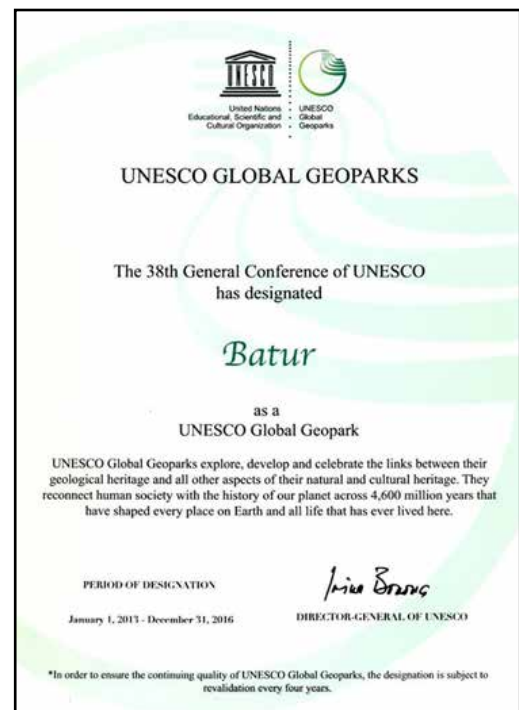 UNESCO
United Nations
Educational, Scientific and
Cultural Organization
UNESCO
Global
Geoparks
UNESCO GLOBAL GEOPARKS
The 38th General Conference of UNESCO
has designated
Batur
as a
UNESCO Global Geopark
UNESCO Global Geoparks explore, develop and celebrate the links between their
geological heritage and all other aspects of their natural and cultural heritage. They
reconnect human society with the history of our planet across 4,600 million years that
have shaped every place on Earth and all life that has ever lived here.
PERIOD OF DESIGNATION
January 1, 2013 - December 31, 2016
Irina Bokova
DIRECTOR-GENERAL OF UNESCO
*In order to ensure the continuing quality of UNESCO Global Geoparks, the designation is subject to
revalidation every four years.